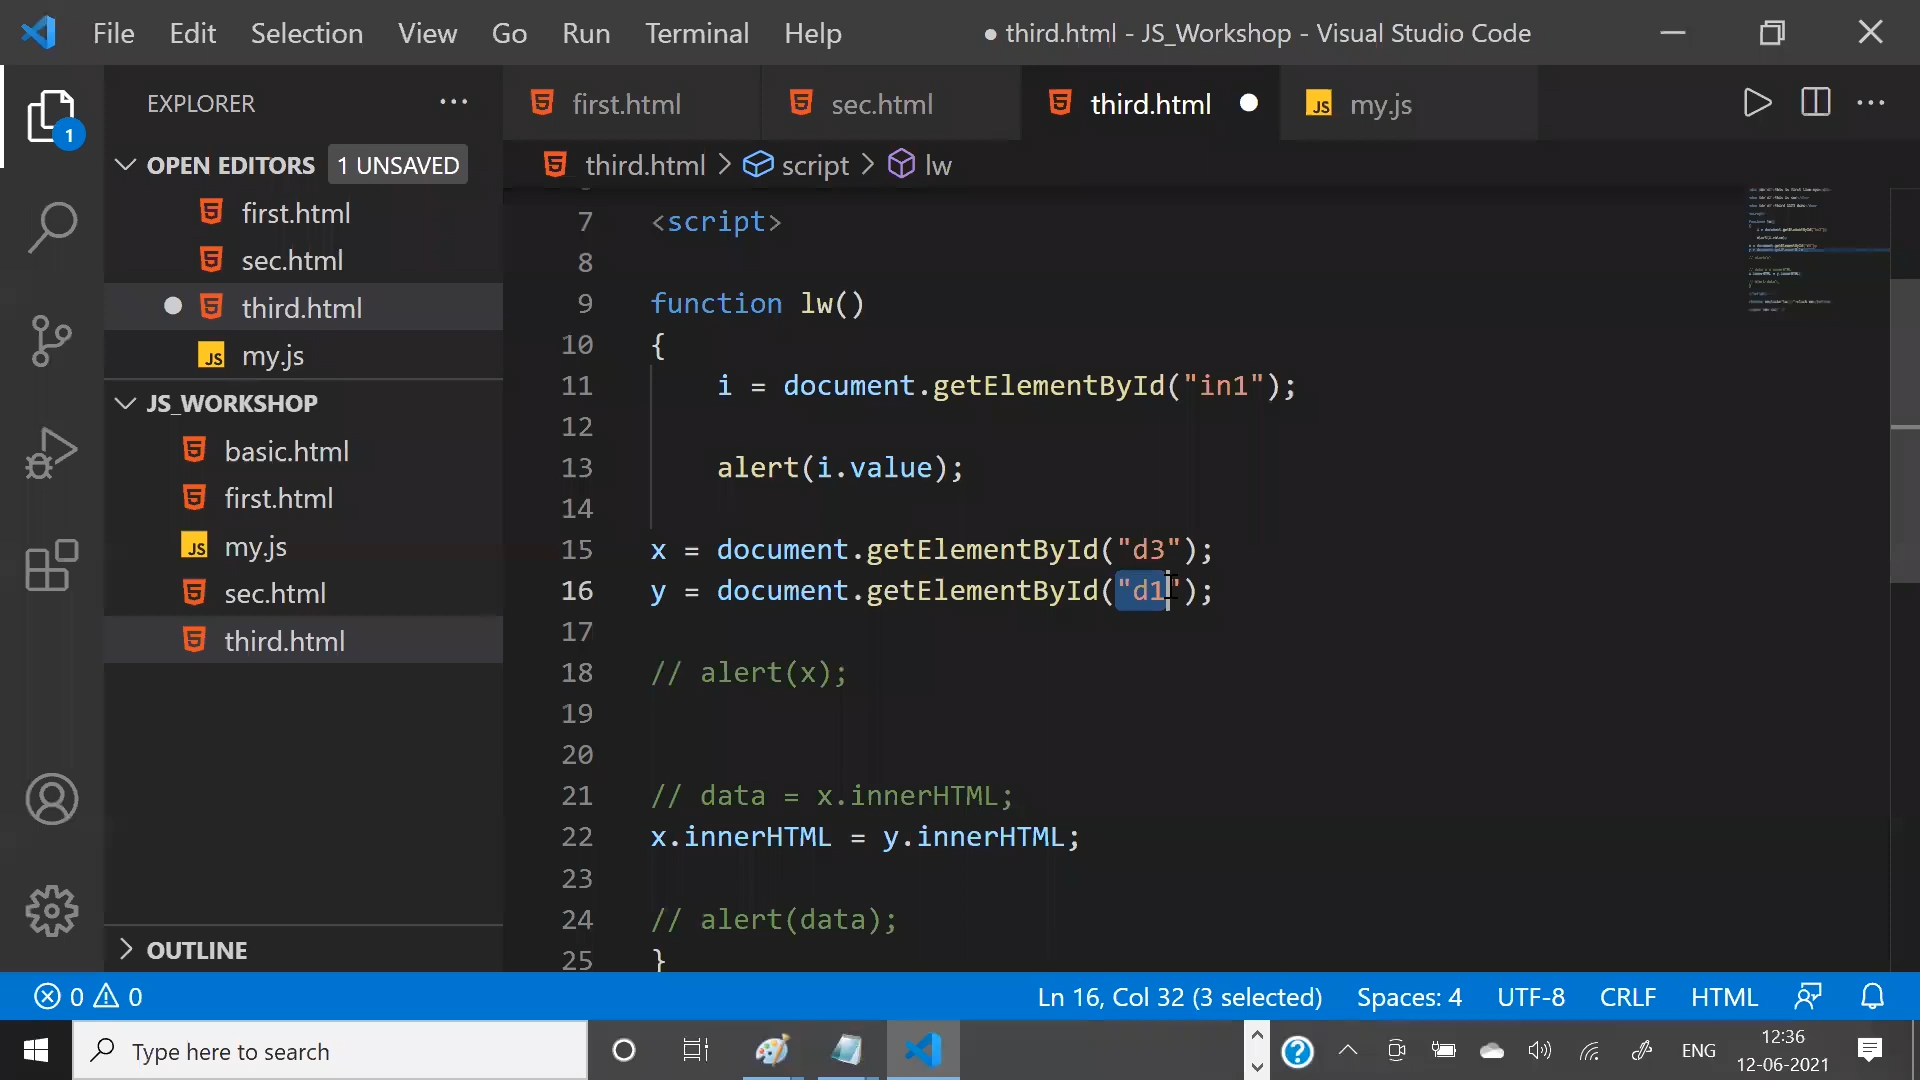 File Edit Selection View Go Run Terminal Help ● third.html - JS_Workshop - Visual Studio Code
EXPLORER
1
OPEN EDITORS 1 UNSAVED
first.html
sec.html
third.html
JS my.js
JS_WORKSHOP
basic.html
first.html
JS my.js
sec.html
third.html
OUTLINE
first.html sec.html third.html JS my.js
third.html > script > lw
7 <script>
8
9 function lw()
10 {
11 i = document.getElementById("in1");
12
13 alert(i.value);
14
15 x = document.getElementById("d3");
16 y = document.getElementById("d1");
17
18 // alert(x);
19
20
21 // data = x.innerHTML;
22 x.innerHTML = y.innerHTML;
23
24 // alert(data);
25 }
0 0 Ln 16, Col 32 (3 selected) Spaces: 4 UTF-8 CRLF HTML
Type here to search ENG 12:36
12-06-2021